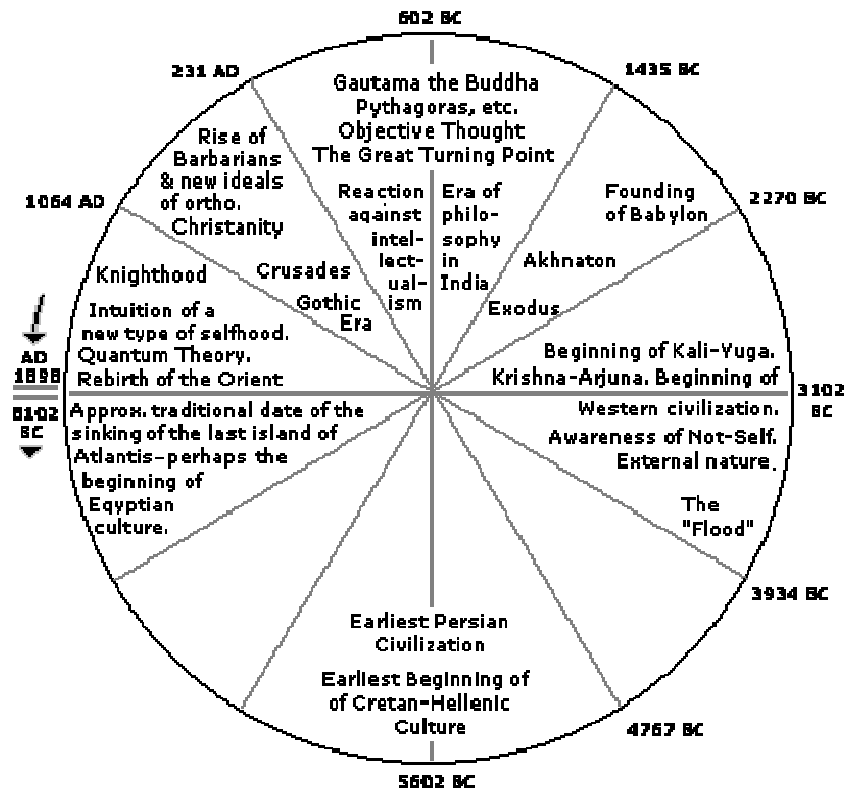 602 BC
231 AD
1435 BC
Gautama the Buddha
Pythagoras, etc.
Objective Thought
The Great Turning Point
Rise of
Barbarians
& new ideals
of ortho.
Christanity
Reaction
against
intel-
lect-
ual-
ism
Era of
philo-
sophy
in
India
Founding
of Babylon
1064 AD
2270 BC
Akhnaton
Exodus
Knighthood
Crusades
Gothic
Era
Intuition of a
new type of selfhood.
Quantum Theory.
Rebirth of the Orient
AD
1898
Beginning of Kali-Yuga.
Krishna-Arjuna. Beginning of
Western civilization.
Awareness of Not-Self.
External nature.
3102
BC
BC
Approx. traditional date of the
sinking of the last island of
Atlantis-perhaps the
beginning of
Egyptian
culture.
The
"Flood"
3934 BC
Earliest Persian
Civilization
Earliest Beginning of
of Cretan-Hellenic
Culture
4767 BC
5602 BC